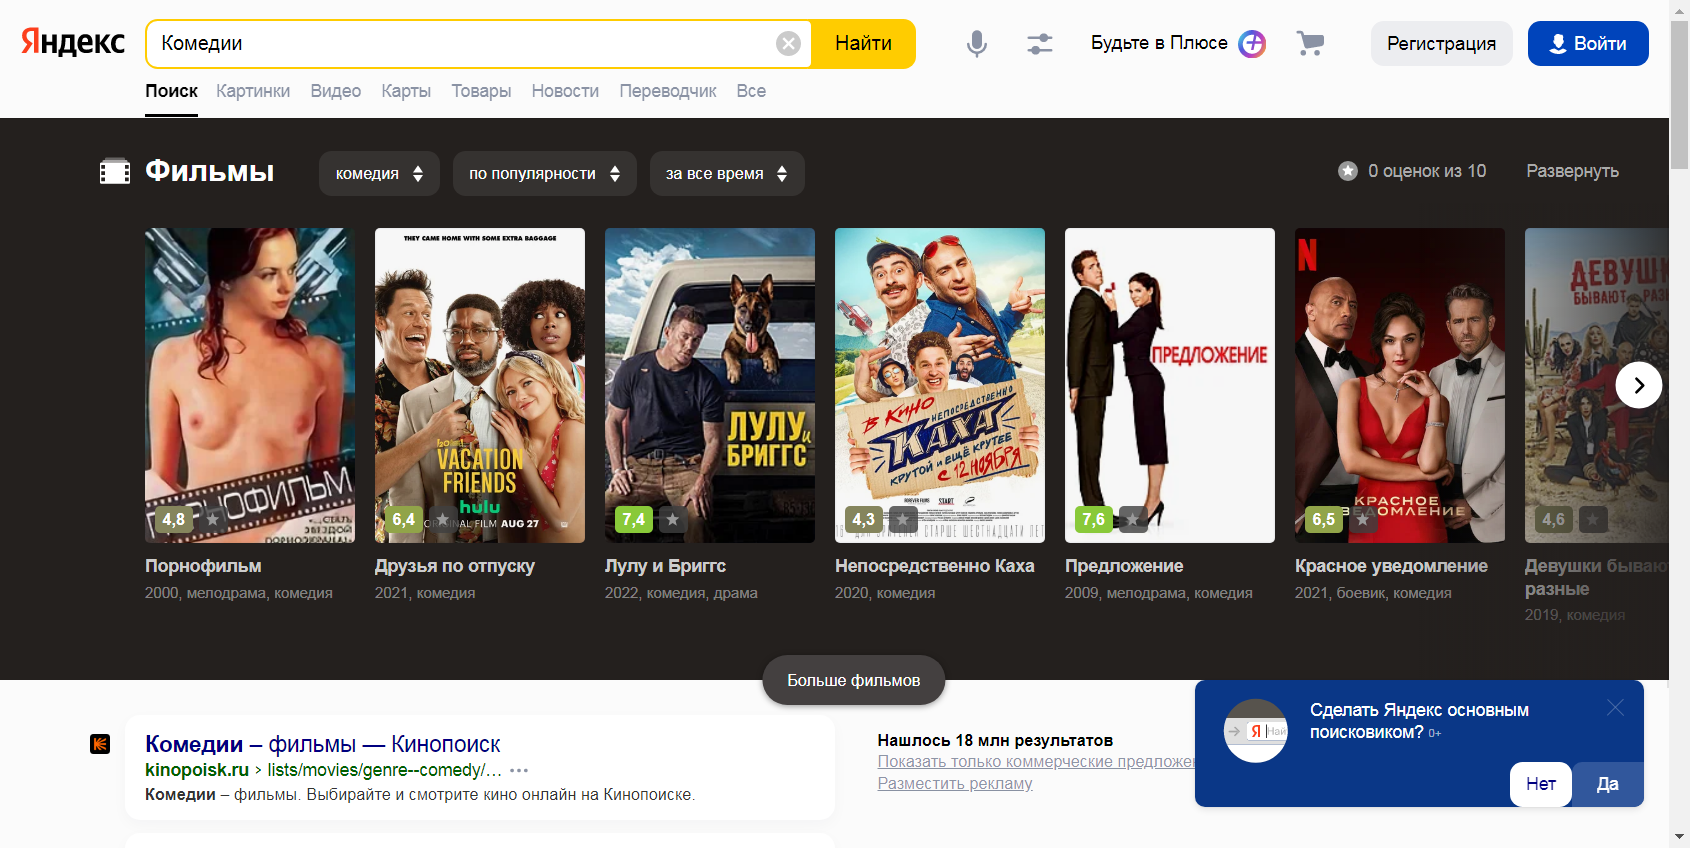 Яндекс
Комедии
Найти
Будьте в Плюсе
Регистрация
Войти
Поиск Картинки Видео Карты Товары Новости Переводчик Все
Фильмы
комедия
по популярности
за все время
0 оценок из 10
Развернуть
THEY CAME HOME WITH SOME EXTRA BAGGAGE
VACATION
FRIENDS
hulu
ORIGINAL FILM AUG 27
ЛУЛУ и
БРИГГС
В КИНО
НЕПОСРЕДСТВЕННО
КАХА
КРУТОЙ И ЕЩЁ КРУТЕЕ
С 12 НОЯБРЯ
ПРЕДЛОЖЕНИЕ
N
КРАСНОЕ
УВЕДОМЛЕНИЕ
ДЕВУШК
БЫВАЮТ РАЗ
4,8
6,4
7,4
4,3
7,6
6,5
4,6
Порнофильм
2000, мелодрама, комедия
Друзья по отпуску
2021, комедия
Лулу и Бриггс
2022, комедия, драма
Непосредственно Каха
2020, комедия
Предложение
2009, мелодрама, комедия
Красное уведомление
2021, боевик, комедия
Девушки бывают
разные
2019, комедия
Больше фильмов
Комедии – фильмы — Кинопоиск
kinopoisk.ru › lists/movies/genre--comedy/…
Комедии – фильмы. Выбирайте и смотрите кино онлайн на Кинопоиске.
Нашлось 18 млн результатов
Показать только коммерческие предложен
Разместить рекламу
Я Най
Сделать Яндекс основным
поисковиком? 0+
Нет
Да